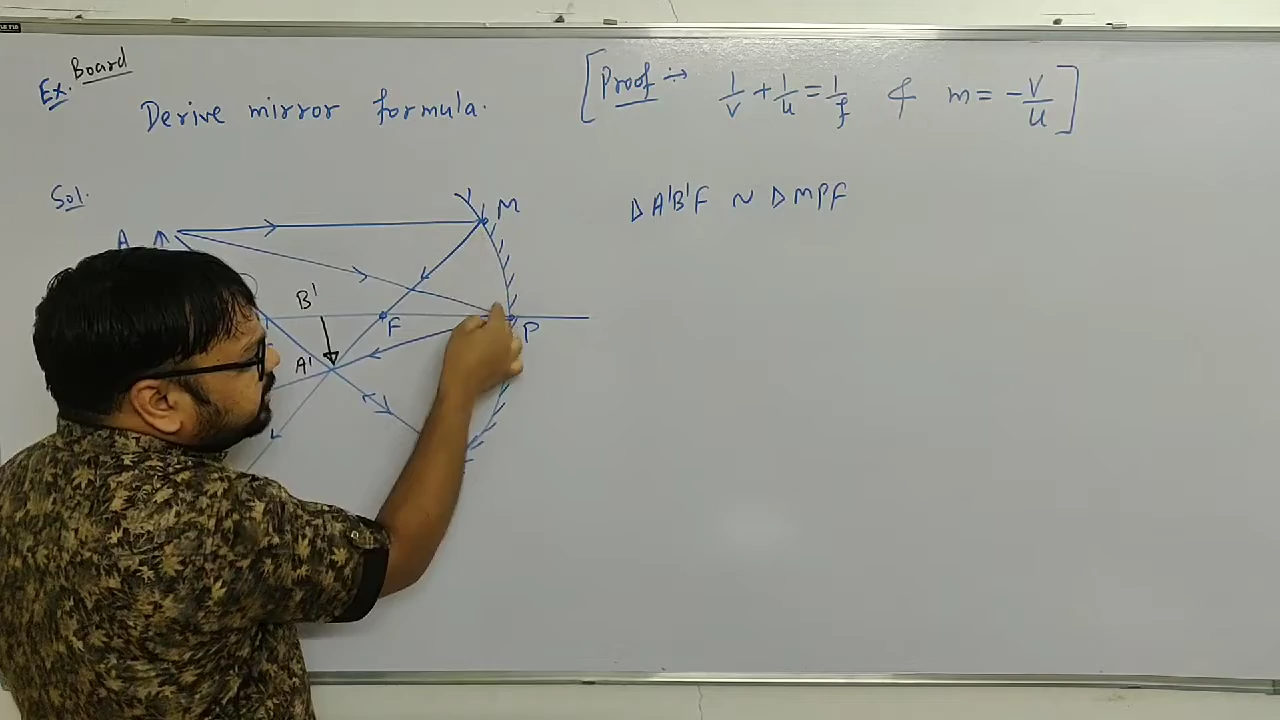 Ex. Board
Derive mirror formula.
[Proof ÷> 1/v + 1/u = 1/f & m = -v/u]
Sol.
ΔA'B'F ~ ΔMPF
A
M
B'
F
P
A'